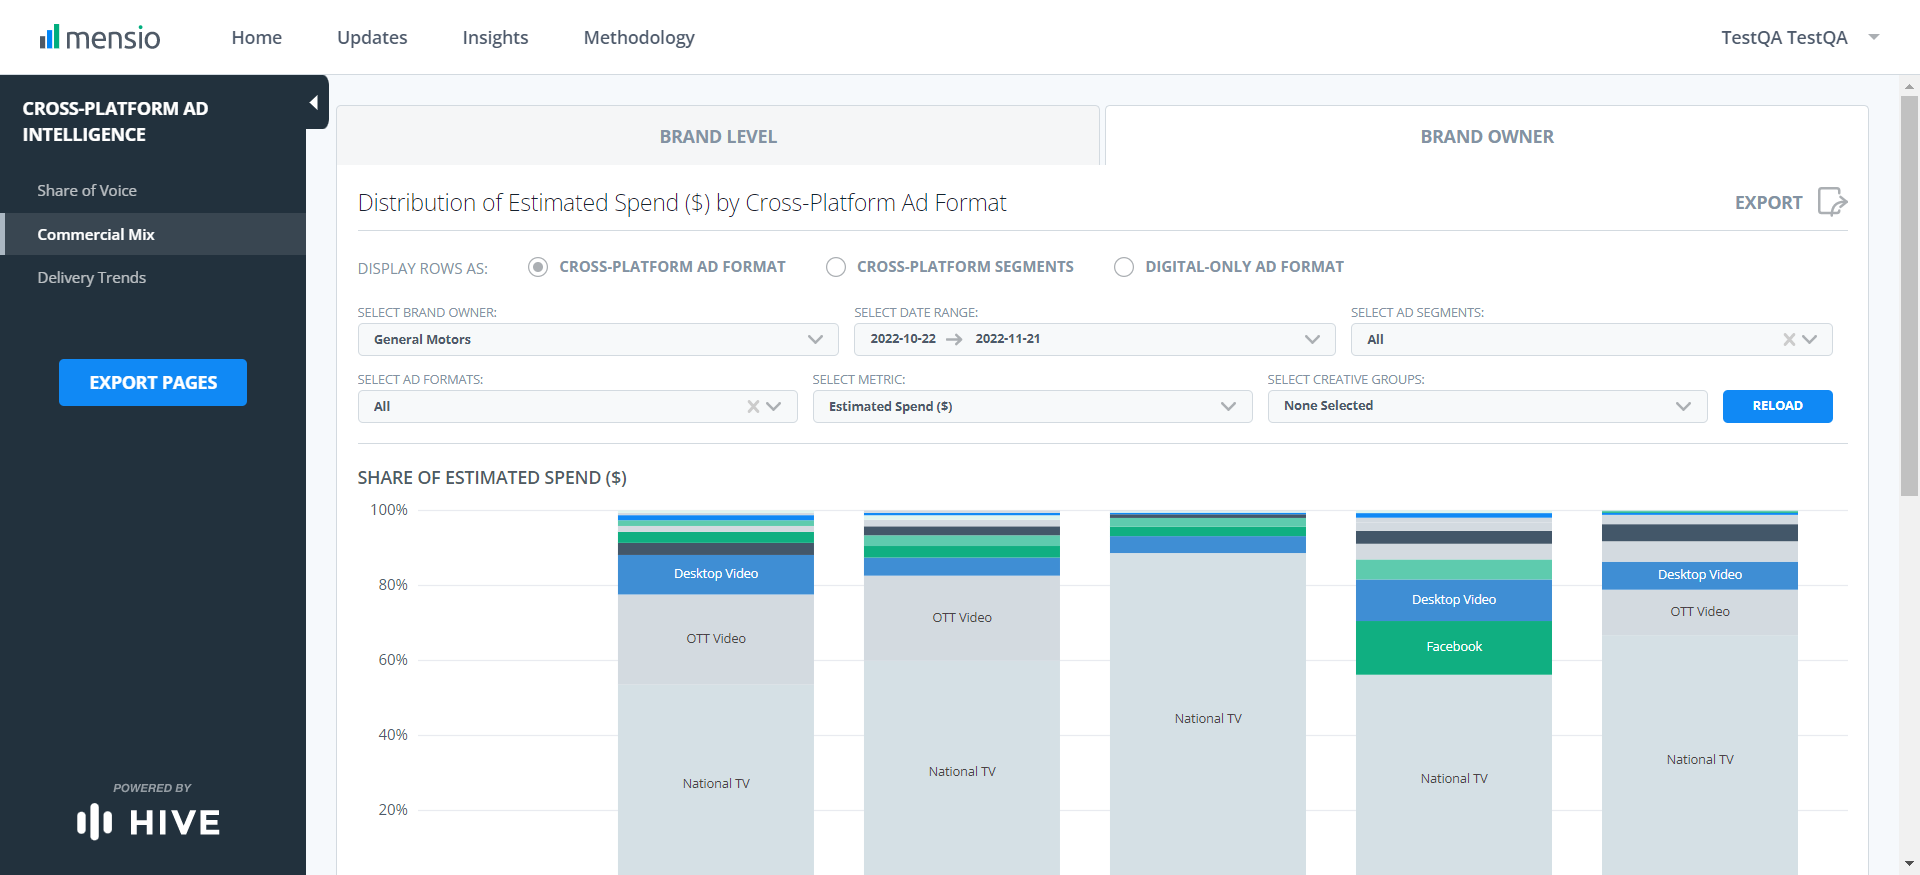 mensio
Home
Updates
Insights
Methodology
TestQA TestQA
CROSS-PLATFORM AD
INTELLIGENCE
Share of Voice
Commercial Mix
Delivery Trends
EXPORT PAGES
POWERED BY
HIVE
BRAND LEVEL
BRAND OWNER
Distribution of Estimated Spend ($) by Cross-Platform Ad Format
EXPORT
DISPLAY ROWS AS:
CROSS-PLATFORM AD FORMAT
CROSS-PLATFORM SEGMENTS
DIGITAL-ONLY AD FORMAT
SELECT BRAND OWNER:
General Motors
SELECT DATE RANGE:
2022-10-22 → 2022-11-21
SELECT AD SEGMENTS:
All
SELECT AD FORMATS:
All
SELECT METRIC:
Estimated Spend ($)
SELECT CREATIVE GROUPS:
None Selected
RELOAD
SHARE OF ESTIMATED SPEND ($)
100%
80%
60%
40%
20%
Desktop Video
OTT Video
National TV
OTT Video
National TV
National TV
Desktop Video
Facebook
National TV
Desktop Video
OTT Video
National TV